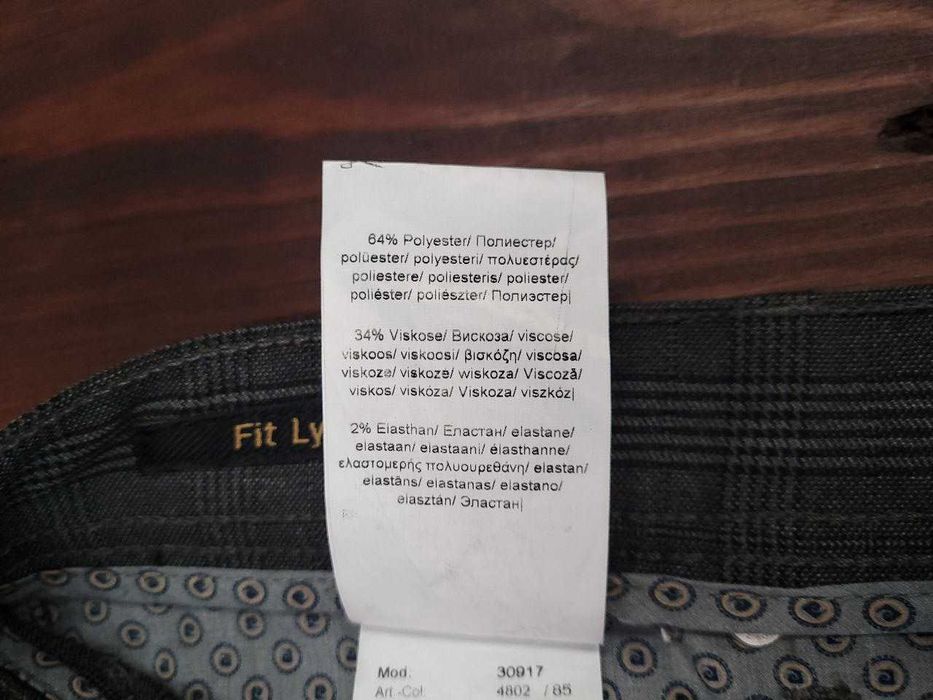 64% Polyester/ Полиестер/
polüester/ polyesteri/ πολυεστέρας/
poliestere/ poliesteris/ poliester/
poliéster/ poliészter/ Полиэстер|
34% Viskose/ Вискоза/ viscose/
viskoos/ viskoosi/ βισκόζη/ viscosa/
viskoze/ viskozė/ wiskoza/ Viscoză/
viskos/ viskóza/ Viskoza/ viszkóz|
2% Elasthan/ Еластан/ elastane/
elastaan/ elastaani/ élasthanne/
ελαστομερής πολυουρεθάνη/ elastan/
elastāns/ elastanas/ elastano/
elasztán/ Эластан|
Fit Ly
Mod. 30917
Art.-Col. 4802 / 85